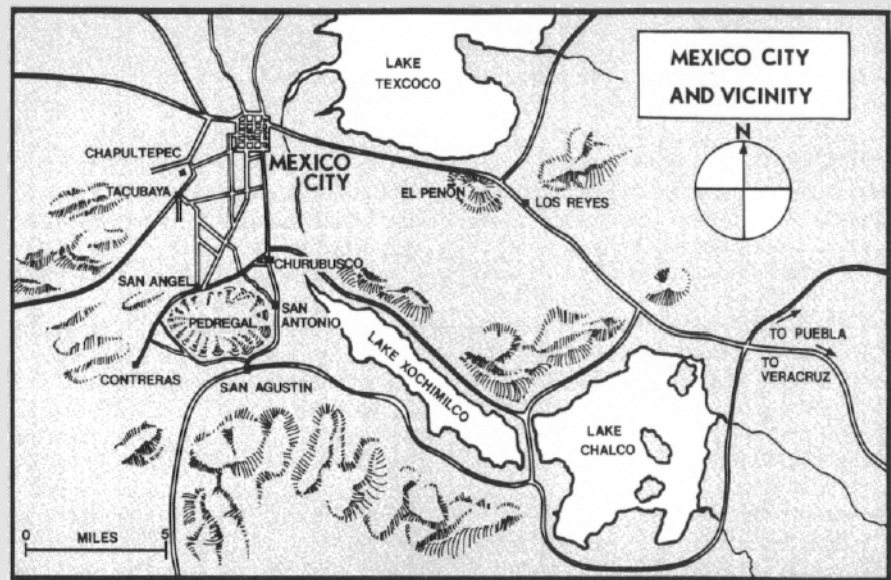 LAKE
TEXCOCO
MEXICO CITY
AND VICINITY
N
CHAPULTEPEC
MEXICO
CITY
TACUBAYA
EL PEÑON
LOS REYES
CHURUBUSCO
SAN ANGEL
SAN
ANTONIO
PEDREGAL
TO PUEBLA
TO
VERACRUZ
CONTRERAS
SAN AGUSTIN
LAKE XOCHIMILCO
LAKE
CHALCO
0 MILES 5